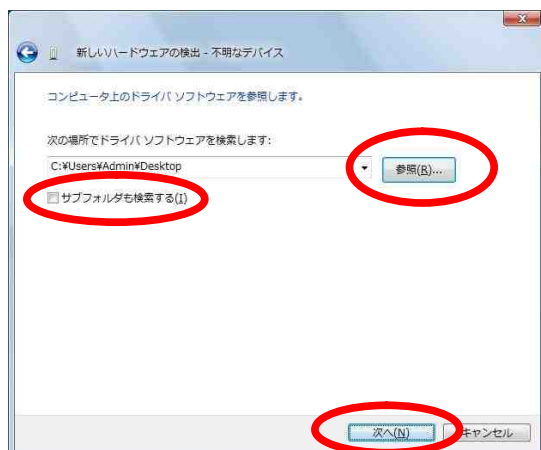 新しいハードウェアの検出 - 不明なデバイス
コンピュータ上のドライバ ソフトウェアを参照します。
次の場所でドライバ ソフトウェアを検索します:
C:¥Users¥Admin¥Desktop
参照(R)...
サブフォルダも検索する(I)
次へ(N)
キャンセル